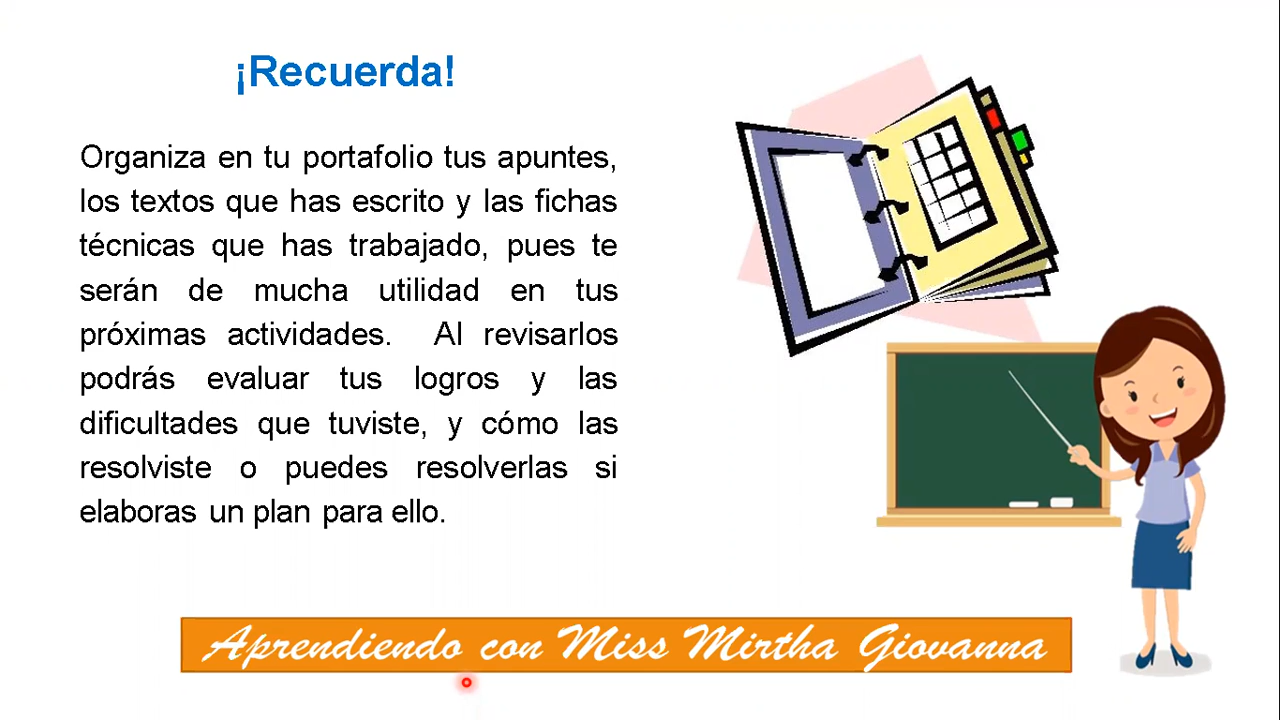 ¡Recuerda!
Organiza en tu portafolio tus apuntes,
los textos que has escrito y las fichas
técnicas que has trabajado, pues te
serán de mucha utilidad en tus
próximas actividades. Al revisarlos
podrás evaluar tus logros y las
dificultades que tuviste, y cómo las
resolviste o puedes resolverlas si
elaboras un plan para ello.
Aprendiendo con Miss Mirtha Giovanna